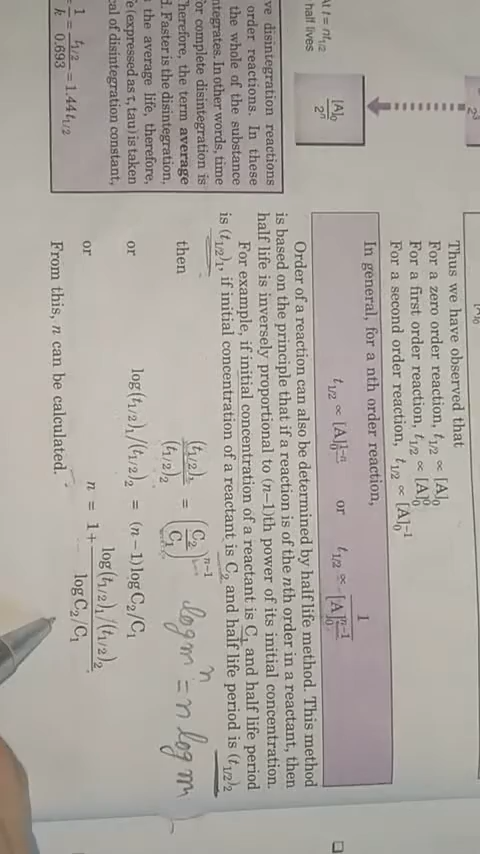 At t = nt1/2
half lives
[A]0
2^n
2^3
[A]0
ve disintegration reactions
order reactions. In these
the whole of the substance
ntegrates. In other words, time
or complete disintegration is
herefore, the term average
d. Faster is the disintegration,
the average life, therefore,
e (expressed as τ, tau) is taken
cal of disintegration constant,
1/k = t1/2/0.693 = 1.44 t1/2
Thus we have observed that
For a zero order reaction, t1/2 ∝ [A]0
For a first order reaction, t1/2 ∝ [A]0^0
For a second order reaction, t1/2 ∝ [A]0^-1
In general, for a nth order reaction,
t1/2 ∝ [A]0^1-n or t1/2 ∝ 1/[A]0^n-1
Order of a reaction can also be determined by half life method. This method
is based on the principle that if a reaction is of the nth order in a reactant, then
half life is inversely proportional to (n–1)th power of its initial concentration.
For example, if initial concentration of a reactant is C1 and half life period
is (t1/2)1, if initial concentration of a reactant is C2 and half life period is (t1/2)2
then (t1/2)1/(t1/2)2 = (C2/C1)^n-1
log m^n = n log m
or log(t1/2)1/(t1/2)2 = (n – 1) log C2/C1
or n = 1 + log(t1/2)1/(t1/2)2 / log C2/C1
From this, n can be calculated.